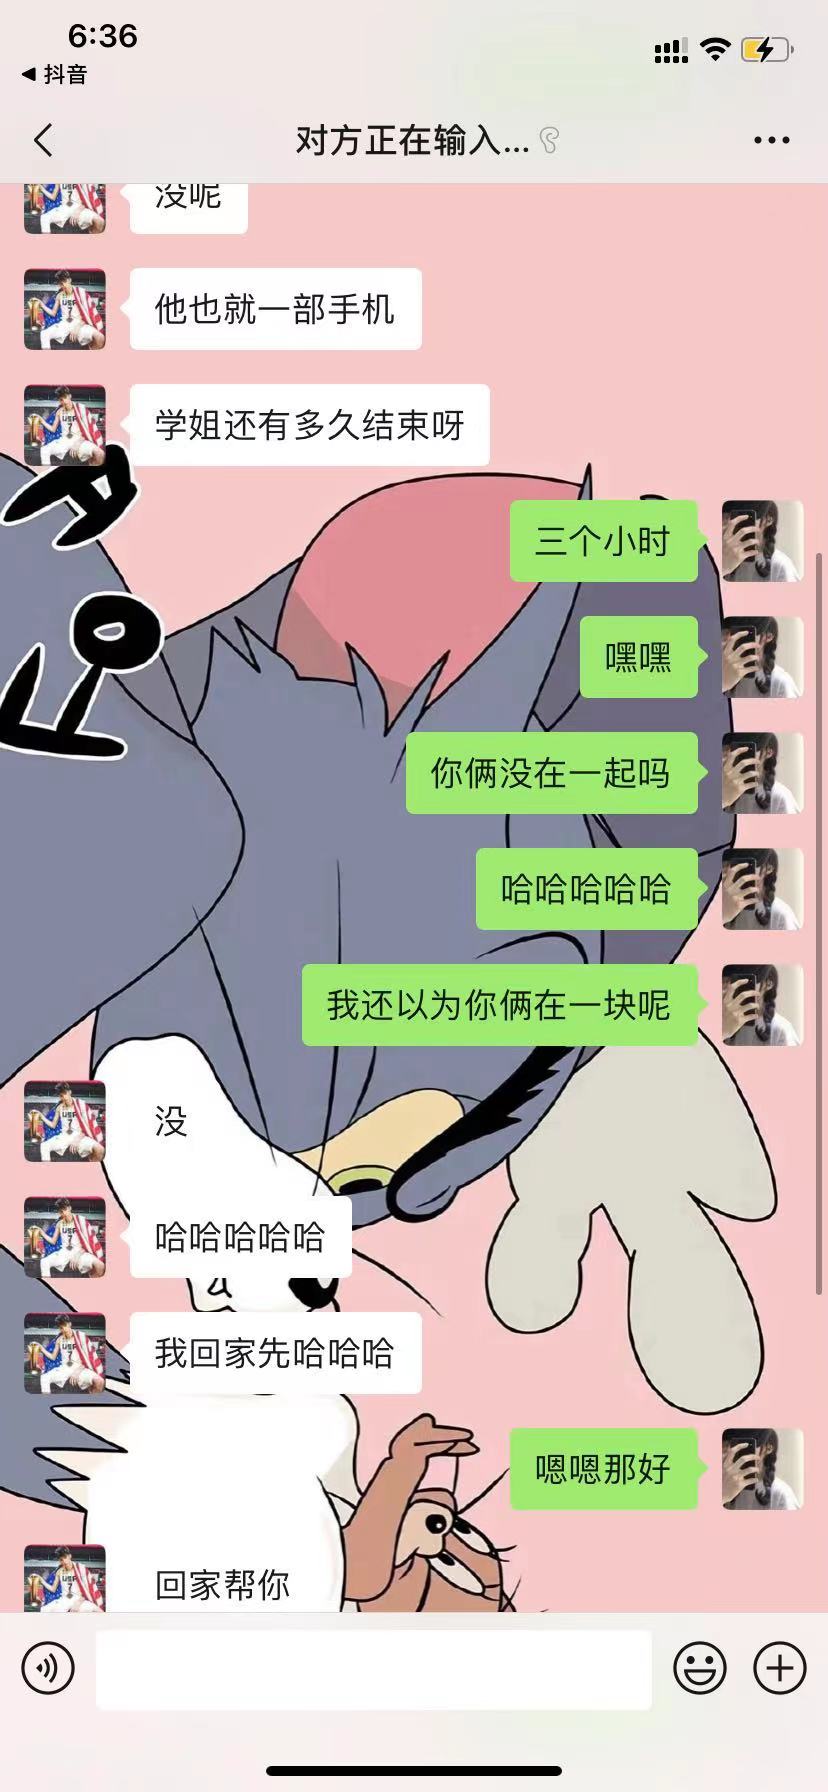 6:36
抖音
对方正在输入...
没呢
他也就一部手机
学姐还有多久结束呀
三个小时
嘿嘿
你俩没在一起吗
哈哈哈哈哈
我还以为你俩在一块呢
没
哈哈哈哈哈
我回家先哈哈哈
嗯嗯那好
回家帮你